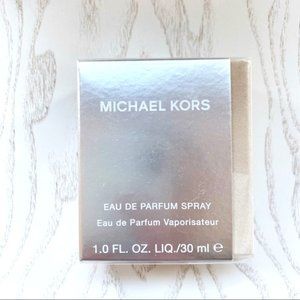 MICHAEL KORS
EAU DE PARFUM SPRAY
Eau de Parfum Vaporisateur
1.0 FL. OZ. LIQ./30 ml ℮